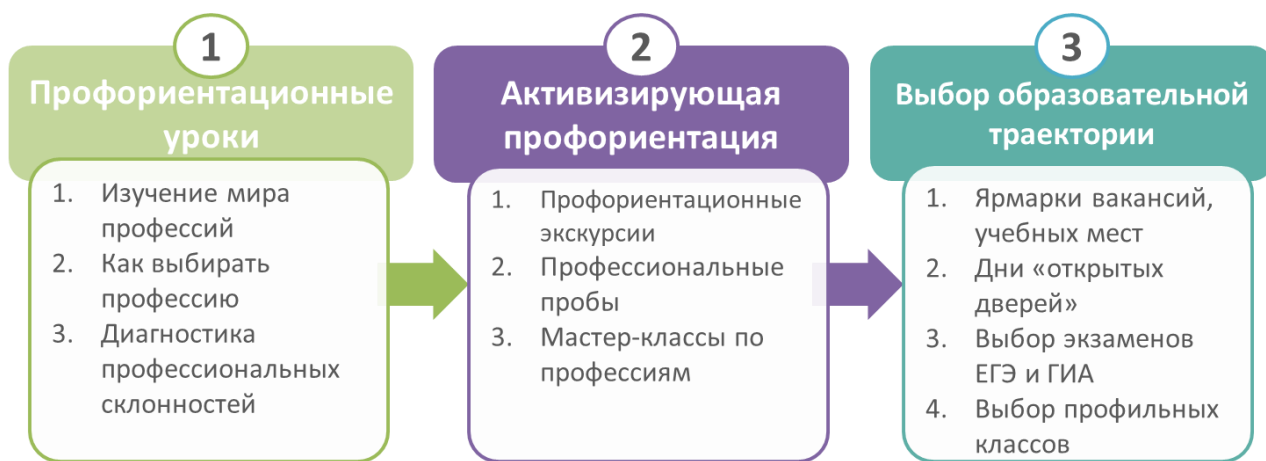 1
Профориентационные
уроки
1. Изучение мира
профессий
2. Как выбирать
профессию
3. Диагностика
профессиональных
склонностей
2
Активизирующая
профориентация
1. Профориентационные
экскурсии
2. Профессиональные
пробы
3. Мастер-классы по
профессиям
3
Выбор образовательной
траектории
1. Ярмарки вакансий,
учебных мест
2. Дни «открытых
дверей»
3. Выбор экзаменов
ЕГЭ и ГИА
4. Выбор профильных
классов